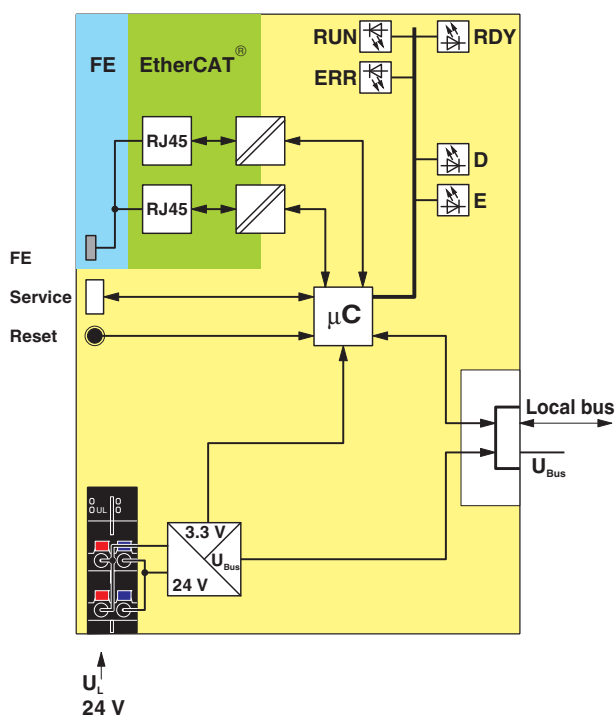 RUN RDY
FE EtherCAT®
ERR
RJ45
D
RJ45
E
FE
Service
µC
Reset
Local bus
UBus
UL
3.3 V
UBus
24 V
UL
24 V